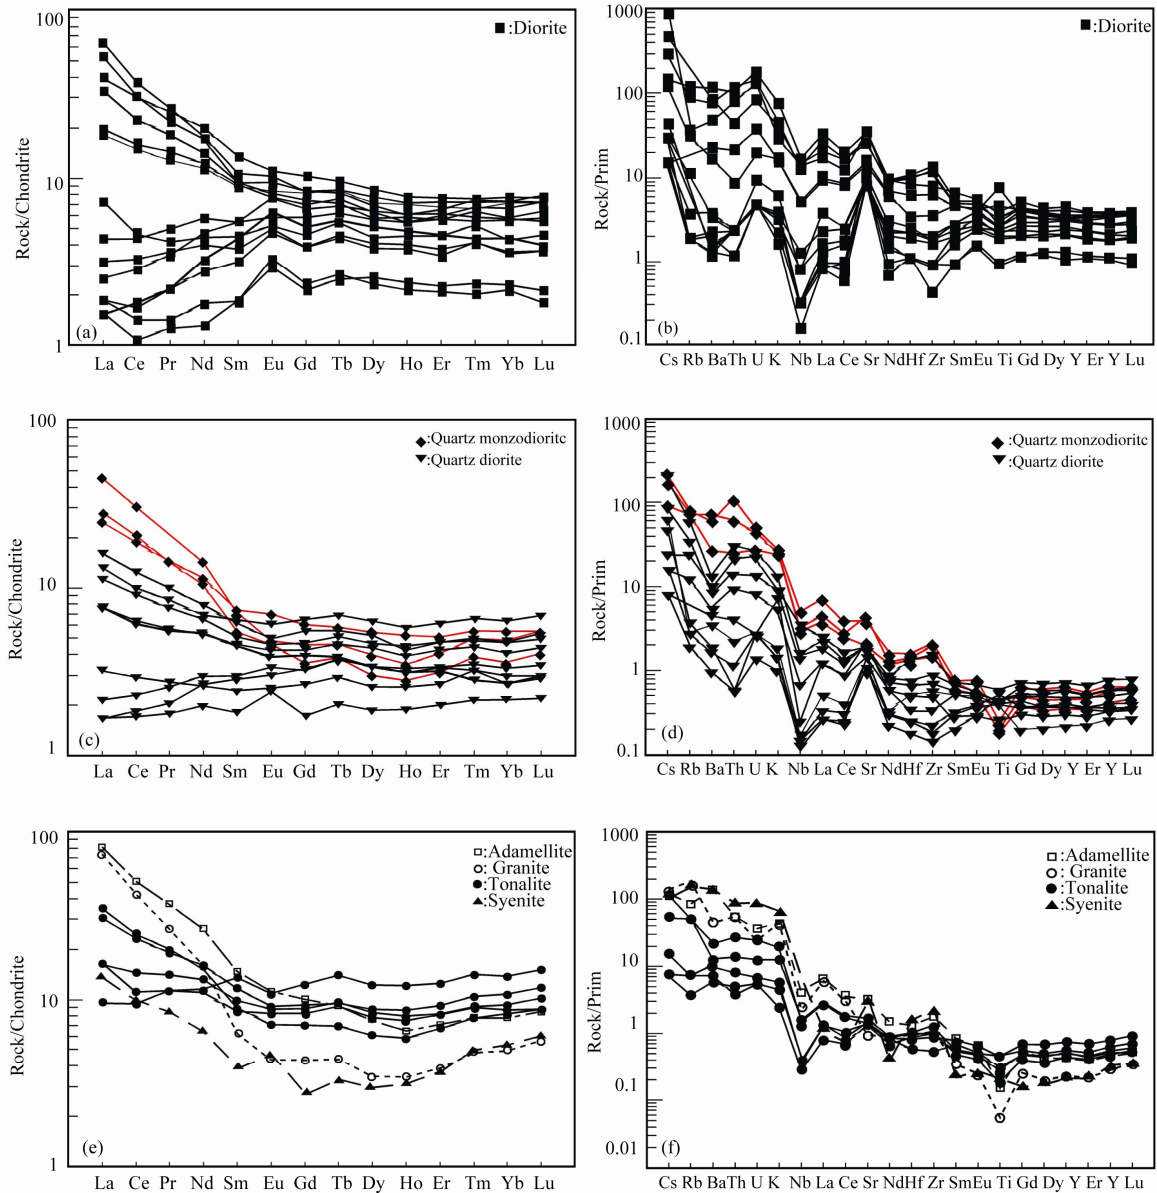 100
■:Diorite
Rock/Chondrite
10
(a)
1
La Ce Pr Nd Sm Eu Gd Tb Dy Ho Er Tm Yb Lu
1000
■:Diorite
100
Rock/Prim
10
1
(b)
0.1
Cs Rb BaTh U K Nb La Ce Sr NdHf Zr SmEu Ti Gd Dy Y Er Y Lu
100
◆:Quartz monzodioritc
▼:Quartz diorite
Rock/Chondrite
10
(c)
1
La Ce Pr Nd Sm Eu Gd Tb Dy Ho Er Tm Yb Lu
1000
◆:Quartz monzodioritc
▼:Quartz diorite
100
Rock/Prim
10
1
(d)
0.1
Cs Rb BaTh U K Nb La Ce Sr NdHf Zr SmEu Ti Gd Dy Y Er Y Lu
100
□:Adamellite
○: Granite
●:Tonalite
▲:Syenite
Rock/Chondrite
10
(e)
1
La Ce Pr Nd Sm Eu Gd Tb Dy Ho Er Tm Yb Lu
1000
□:Adamellite
○: Granite
●:Tonalite
▲:Syenite
100
10
Rock/Prim
1
0.1
0.01
(f)
Cs Rb BaTh U K Nb La Ce Sr NdHf Zr SmEu Ti Gd Dy Y Er Y Lu